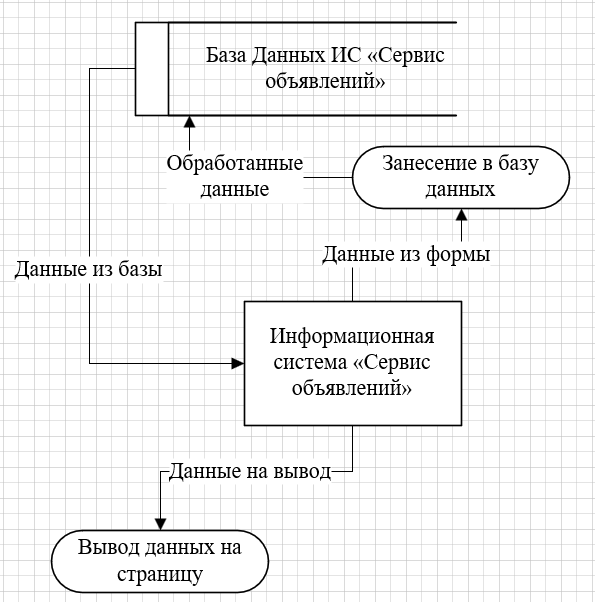 База Данных ИС «Сервис
объявлений»
Обработанные
данные
Занесение в базу
данных
Данные из формы
Данные из базы
Информационная
система «Сервис
объявлений»
Данные на вывод
Вывод данных на
страницу